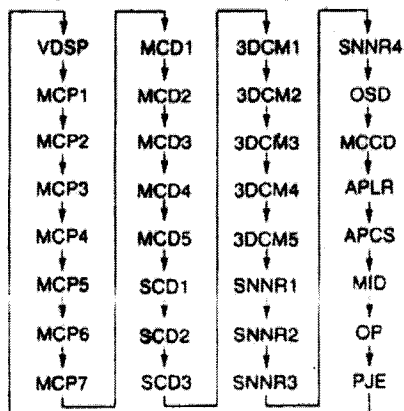 VDSP MCD1 3DCM1 SNNR4
MCP1 MCD2 3DCM2 OSD
MCP2 MCD3 3DCM3 MCCD
MCP3 MCD4 3DCM4 APLR
MCP4 MCD5 3DCM5 APCS
MCP5 SCD1 SNNR1 MID
MCP6 SCD2 SNNR2 OP
MCP7 SCD3 SNNR3 PJE